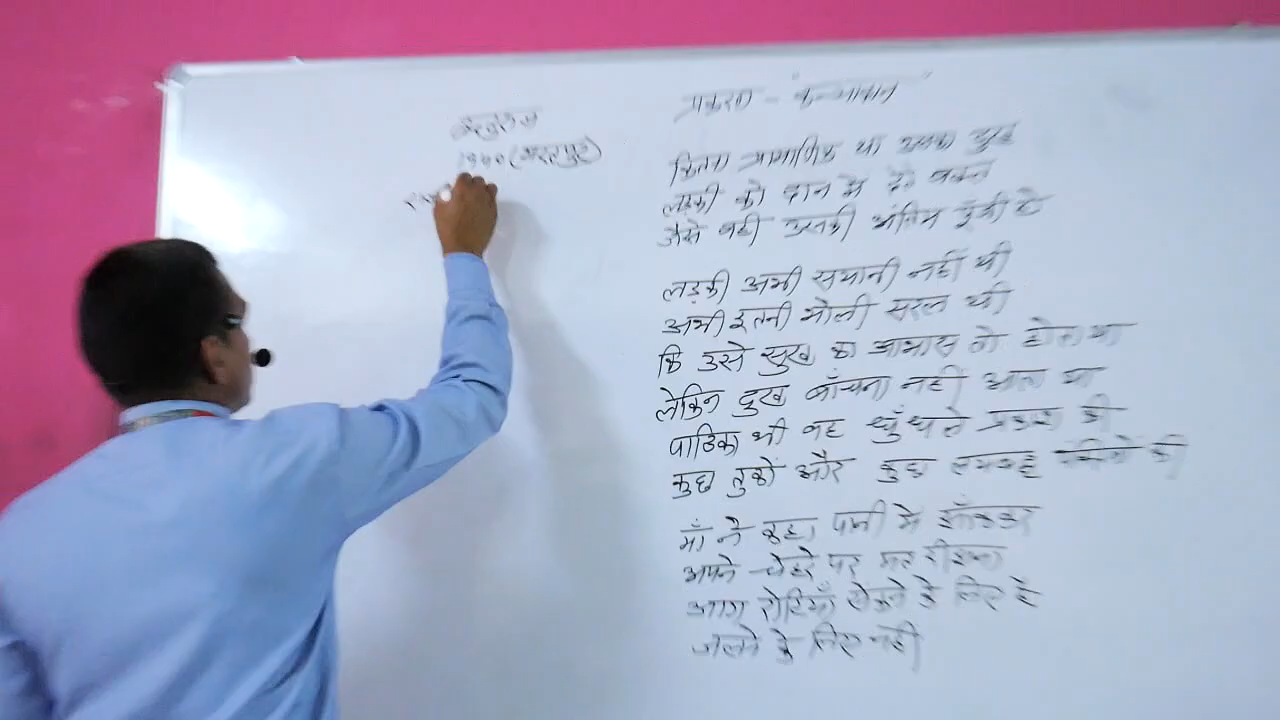 ऋतुराज
1940 (भरतपुर)
प्रकरण - "कन्यादान"
कितना प्रामाणिक था उसका दुख
लड़की को दान में देते वक्त
जैसे वही उसकी अंतिम पूँजी हो
लड़की अभी सयानी नहीं थी
अभी इतनी भोली सरल थी
कि उसे सुख का आभास तो होता था
लेकिन दुख बाँचना नहीं आता था
पाठिका थी वह धुँधले प्रकाश की
कुछ तुकों और कुछ लयबद्ध पंक्तियों की
माँ ने कहा पानी में झाँककर
अपने चेहरे पर मत रीझना
आग रोटियाँ सेंकने के लिए है
जलने के लिए नहीं